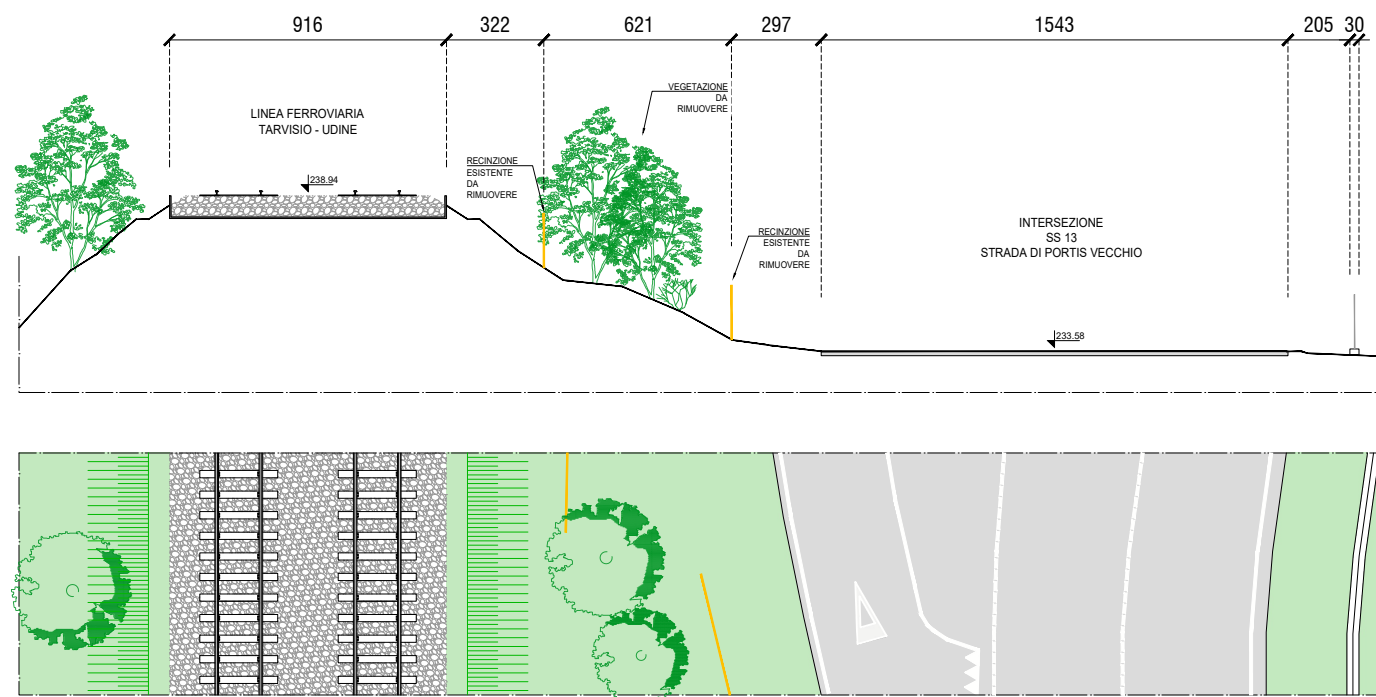 916 322 621 297 1543 205 30
VEGETAZIONE
DA
RIMUOVERE
LINEA FERROVIARIA
TARVISIO - UDINE
RECINZIONE
ESISTENTE
DA
RIMUOVERE
238.94
INTERSEZIONE
SS 13
STRADA DI PORTIS VECCHIO
RECINZIONE
ESISTENTE
DA
RIMUOVERE
233.58